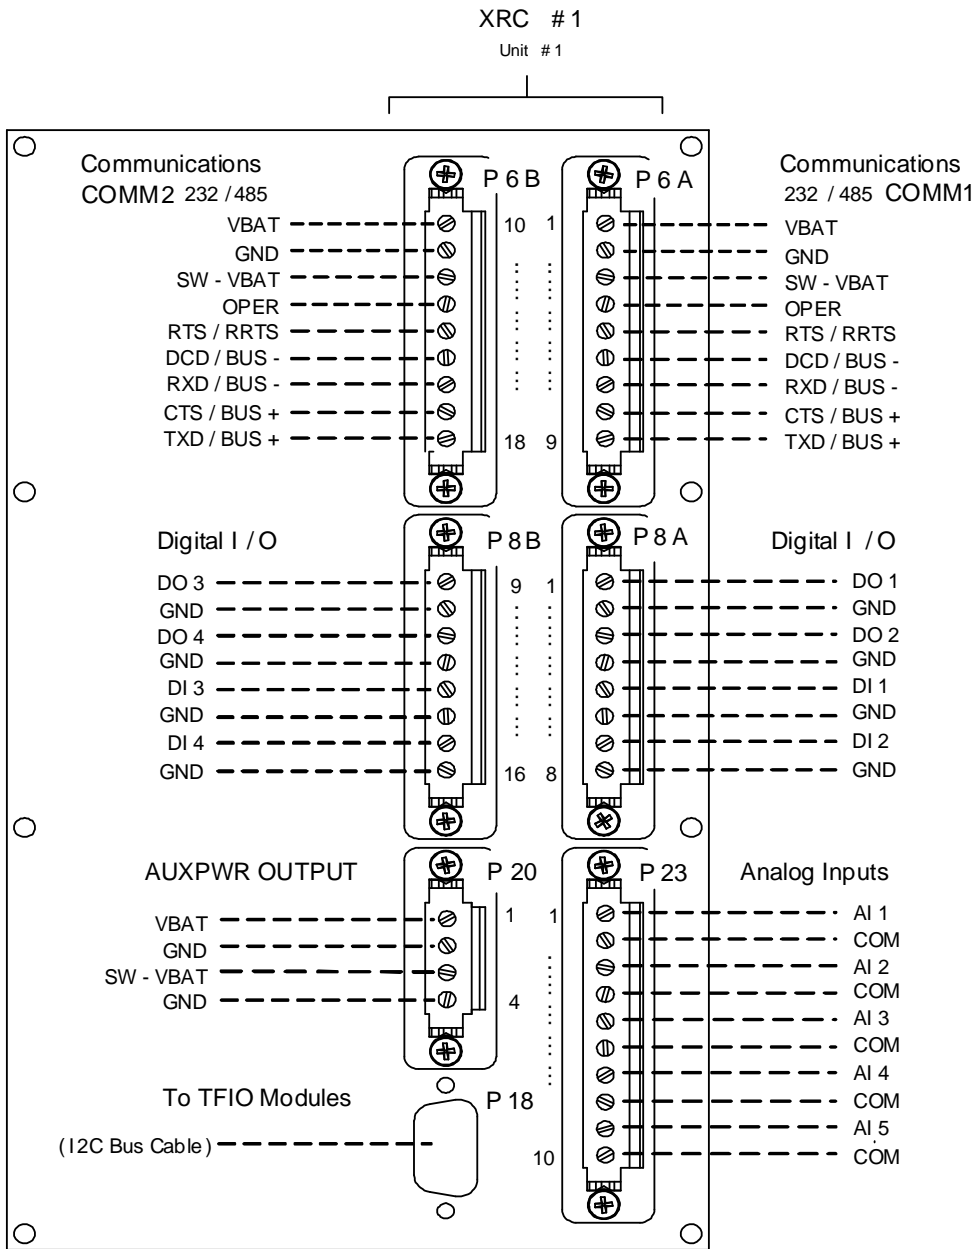 XRC # 1
Unit # 1
Communications
COMM2 232 / 485
P 6 B
P 6 A
Communications
232 / 485 COMM1
VBAT
GND
SW - VBAT
OPER
RTS / RRTS
DCD / BUS -
RXD / BUS -
CTS / BUS +
TXD / BUS +
10
18
1
9
VBAT
GND
SW - VBAT
OPER
RTS / RRTS
DCD / BUS -
RXD / BUS -
CTS / BUS +
TXD / BUS +
Digital I / O
P 8 B
P 8 A
Digital I / O
DO 3
GND
DO 4
GND
DI 3
GND
DI 4
GND
9
16
1
8
DO 1
GND
DO 2
GND
DI 1
GND
DI 2
GND
AUXPWR OUTPUT
P 20
P 23
Analog Inputs
VBAT
GND
SW - VBAT
GND
1
4
1
10
AI 1
COM
AI 2
COM
AI 3
COM
AI 4
COM
AI 5
COM
To TFIO Modules
P 18
( I2C Bus Cable )